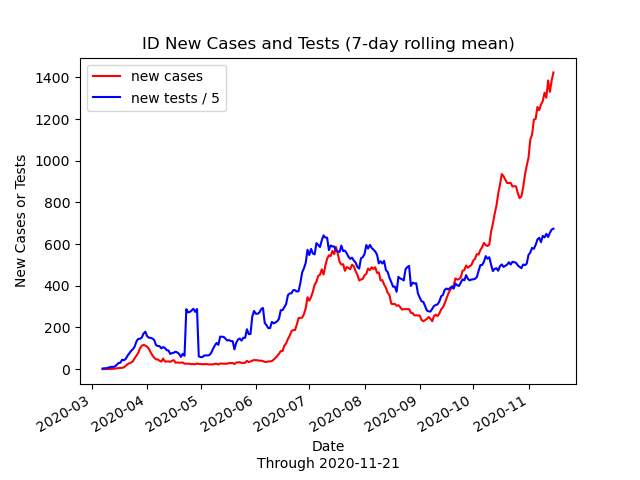 ID New Cases and Tests (7-day rolling mean)
new cases
new tests / 5
New Cases or Tests
1400
1200
1000
800
600
400
200
0
2020-03
2020-04
2020-05
2020-06
2020-07
2020-08
2020-09
2020-10
2020-11
Date
Through 2020-11-21